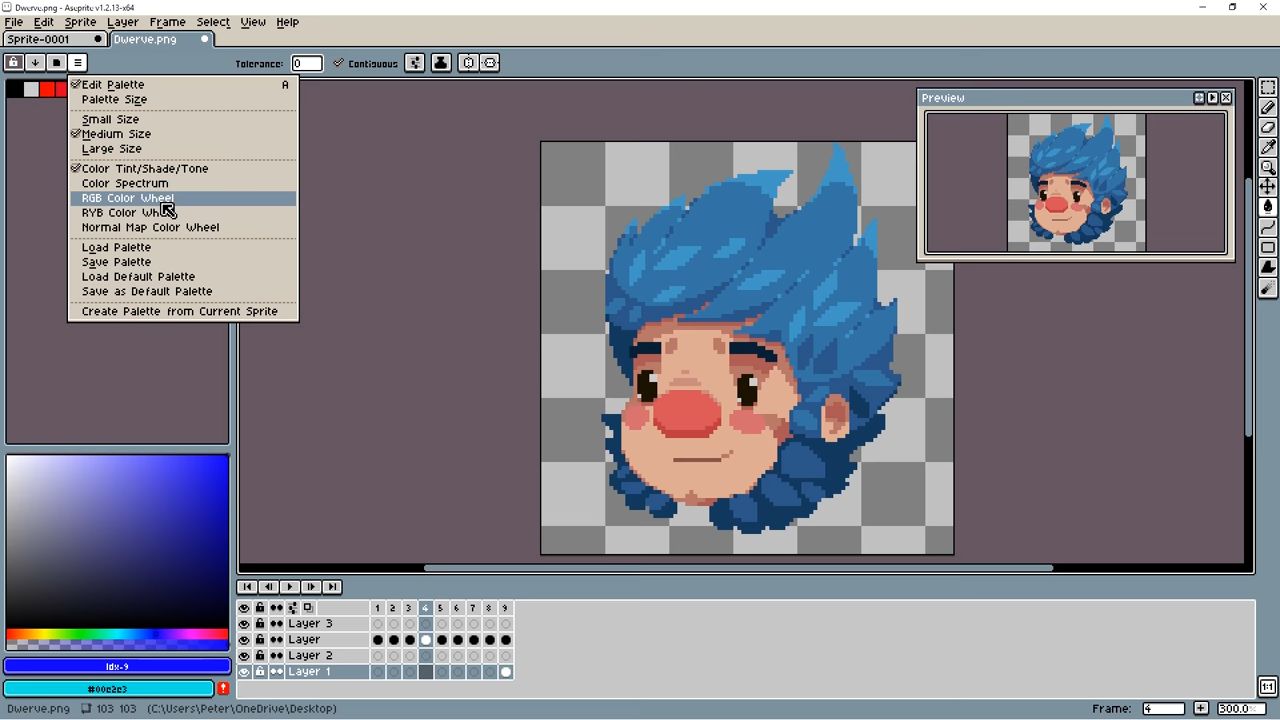 Dwerve.png - Aseprite v1.2.13-x64
File Edit Sprite Layer Frame Select View Help
Sprite-0001 Dwerve.png
Tolerance: 0 Contiguous
Edit Palette A
Palette Size
Small Size
Medium Size
Large Size
Color Tint/Shade/Tone
Color Spectrum
RGB Color Wheel
RYB Color Wh
Normal Map Color Wheel
Load Palette
Save Palette
Load Default Palette
Save as Default Palette
Create Palette from Current Sprite
Preview
1 2 3 4 5 6 7 8 9
Layer 3
Layer
Layer 2
Layer 1
Idx-9
#00c2c3
1:1
Dwerve.png 103 103 (C:\Users\Peter\OneDrive\Desktop) Frame: 4 300.0